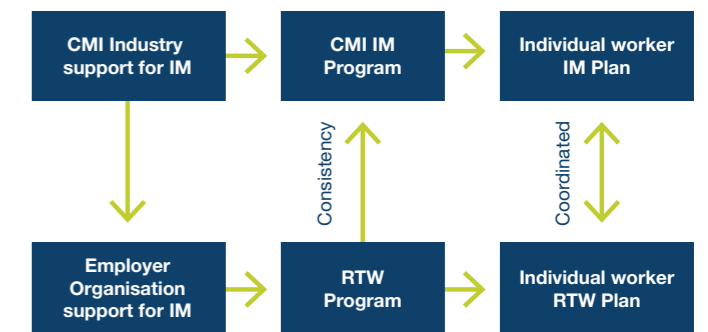 CMI Industry
support for IM
CMI IM
Program
Individual worker
IM Plan
Consistency
Coordinated
Employer
Organisation
support for IM
RTW
Program
Individual worker
RTW Plan